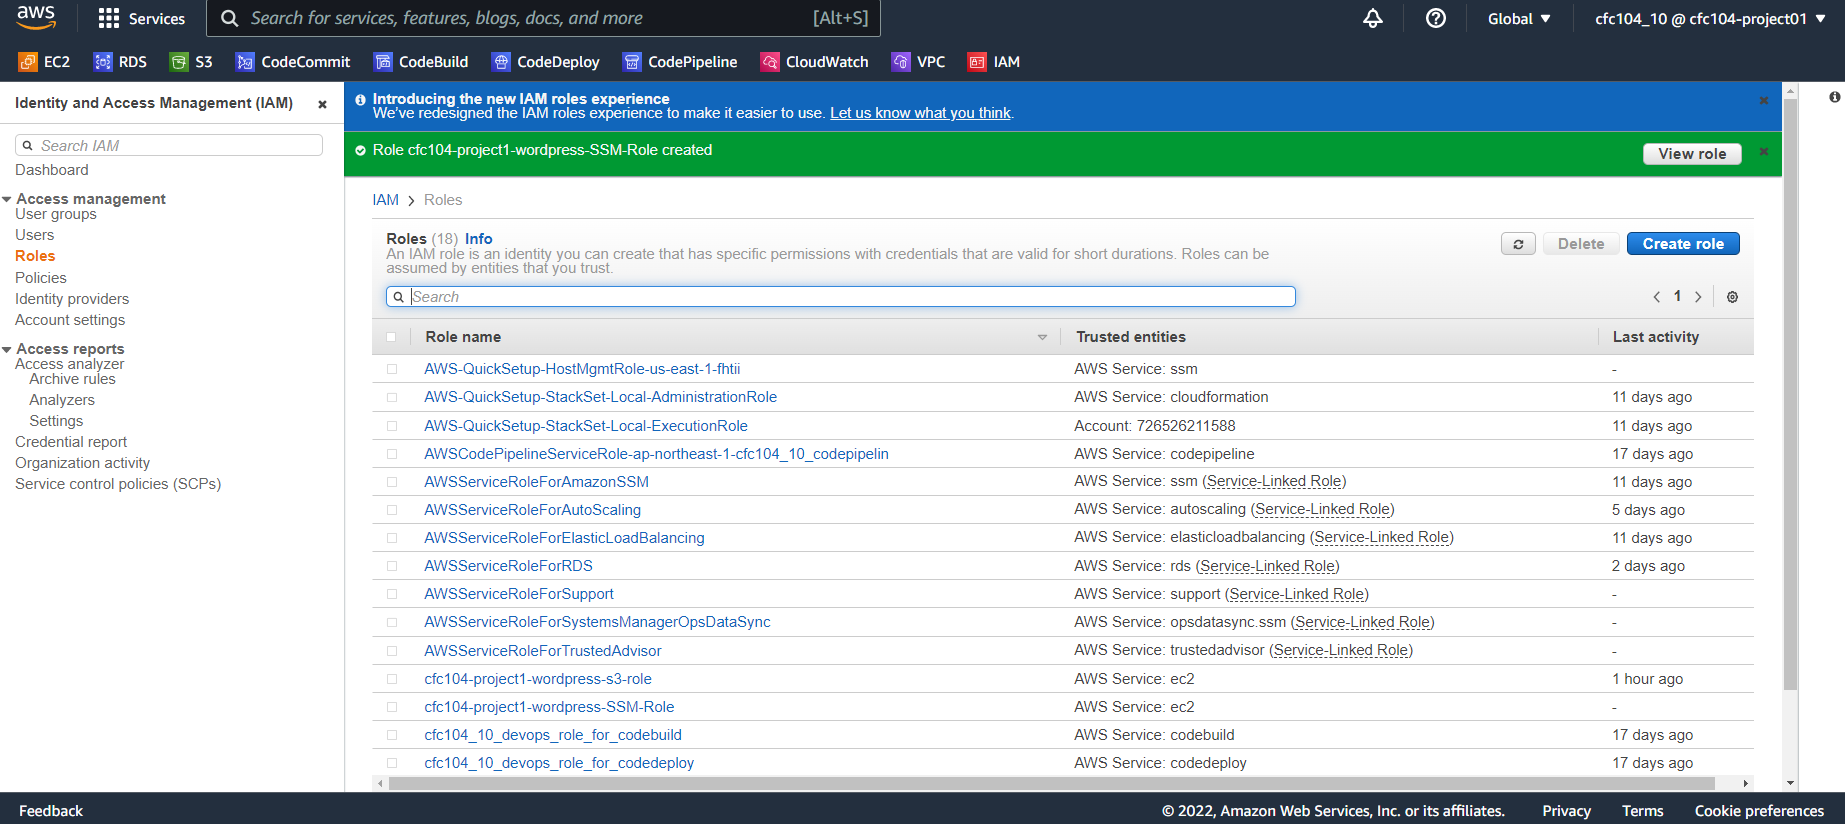 aws
Services
Search for services, features, blogs, docs, and more
[Alt+S]
Global ▼
cfc104_10 @ cfc104-project01 ▼
EC2
RDS
S3
CodeCommit
CodeBuild
CodeDeploy
CodePipeline
CloudWatch
VPC
IAM
Identity and Access Management (IAM)
Search IAM
Dashboard
Access management
User groups
Users
Roles
Policies
Identity providers
Account settings
Access reports
Access analyzer
Archive rules
Analyzers
Settings
Credential report
Organization activity
Service control policies (SCPs)
Introducing the new IAM roles experience
We've redesigned the IAM roles experience to make it easier to use. Let us know what you think.
Role cfc104-project1-wordpress-SSM-Role created
View role
IAM > Roles
Roles (18) Info
An IAM role is an identity you can create that has specific permissions with credentials that are valid for short durations. Roles can be
assumed by entities that you trust.
Delete
Create role
Search
< 1 >
Role name Trusted entities Last activity
AWS-QuickSetup-HostMgmtRole-us-east-1-fhtii AWS Service: ssm -
AWS-QuickSetup-StackSet-Local-AdministrationRole AWS Service: cloudformation 11 days ago
AWS-QuickSetup-StackSet-Local-ExecutionRole Account: 726526211588 11 days ago
AWSCodePipelineServiceRole-ap-northeast-1-cfc104_10_codepipelin AWS Service: codepipeline 17 days ago
AWSServiceRoleForAmazonSSM AWS Service: ssm (Service-Linked Role) 11 days ago
AWSServiceRoleForAutoScaling AWS Service: autoscaling (Service-Linked Role) 5 days ago
AWSServiceRoleForElasticLoadBalancing AWS Service: elasticloadbalancing (Service-Linked Role) 11 days ago
AWSServiceRoleForRDS AWS Service: rds (Service-Linked Role) 2 days ago
AWSServiceRoleForSupport AWS Service: support (Service-Linked Role) -
AWSServiceRoleForSystemsManagerOpsDataSync AWS Service: opsdatasync.ssm (Service-Linked Role) -
AWSServiceRoleForTrustedAdvisor AWS Service: trustedadvisor (Service-Linked Role) -
cfc104-project1-wordpress-s3-role AWS Service: ec2 1 hour ago
cfc104-project1-wordpress-SSM-Role AWS Service: ec2 -
cfc104_10_devops_role_for_codebuild AWS Service: codebuild 17 days ago
cfc104_10_devops_role_for_codedeploy AWS Service: codedeploy 17 days ago
Feedback
© 2022, Amazon Web Services, Inc. or its affiliates.
Privacy
Terms
Cookie preferences